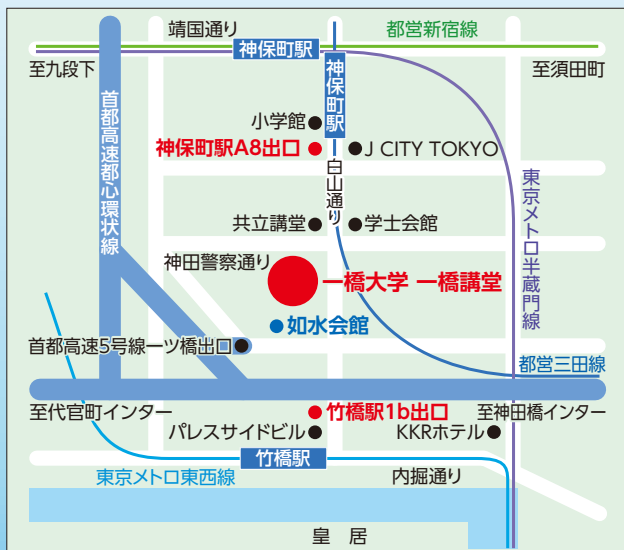 靖国通り
都営新宿線
神保町駅
至九段下
至須田町
神保町駅
首都高速都心環状線
小学館
神保町駅A8出口
J CITY TOKYO
白山通り
東京メトロ半蔵門線
共立講堂
学士会館
神田警察通り
一橋大学 一橋講堂
如水会館
首都高速5号線一ツ橋出口
都営三田線
至代官町インター
竹橋駅1b出口
至神田橋インター
パレスサイドビル
KKRホテル
竹橋駅
東京メトロ東西線
内掘通り
皇 居